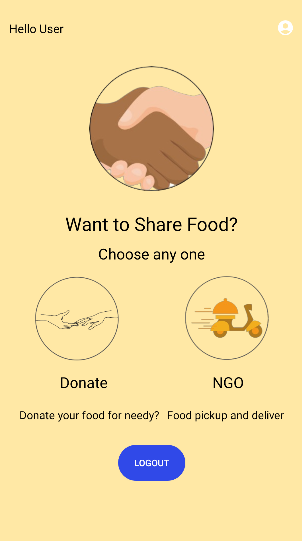 Hello User
Want to Share Food?
Choose any one
Donate NGO
Donate your food for needy? Food pickup and deliver
LOGOUT